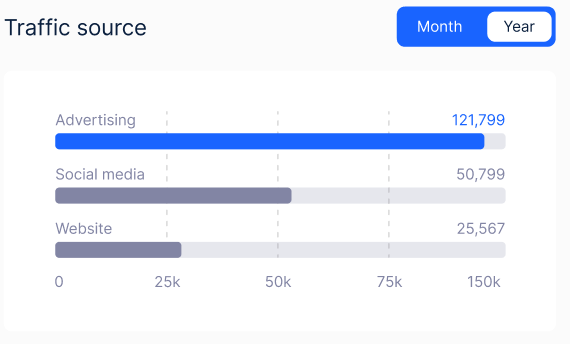 Traffic source
Month Year
Advertising 121,799
Social media 50,799
Website 25,567
0 25k 50k 75k 150k